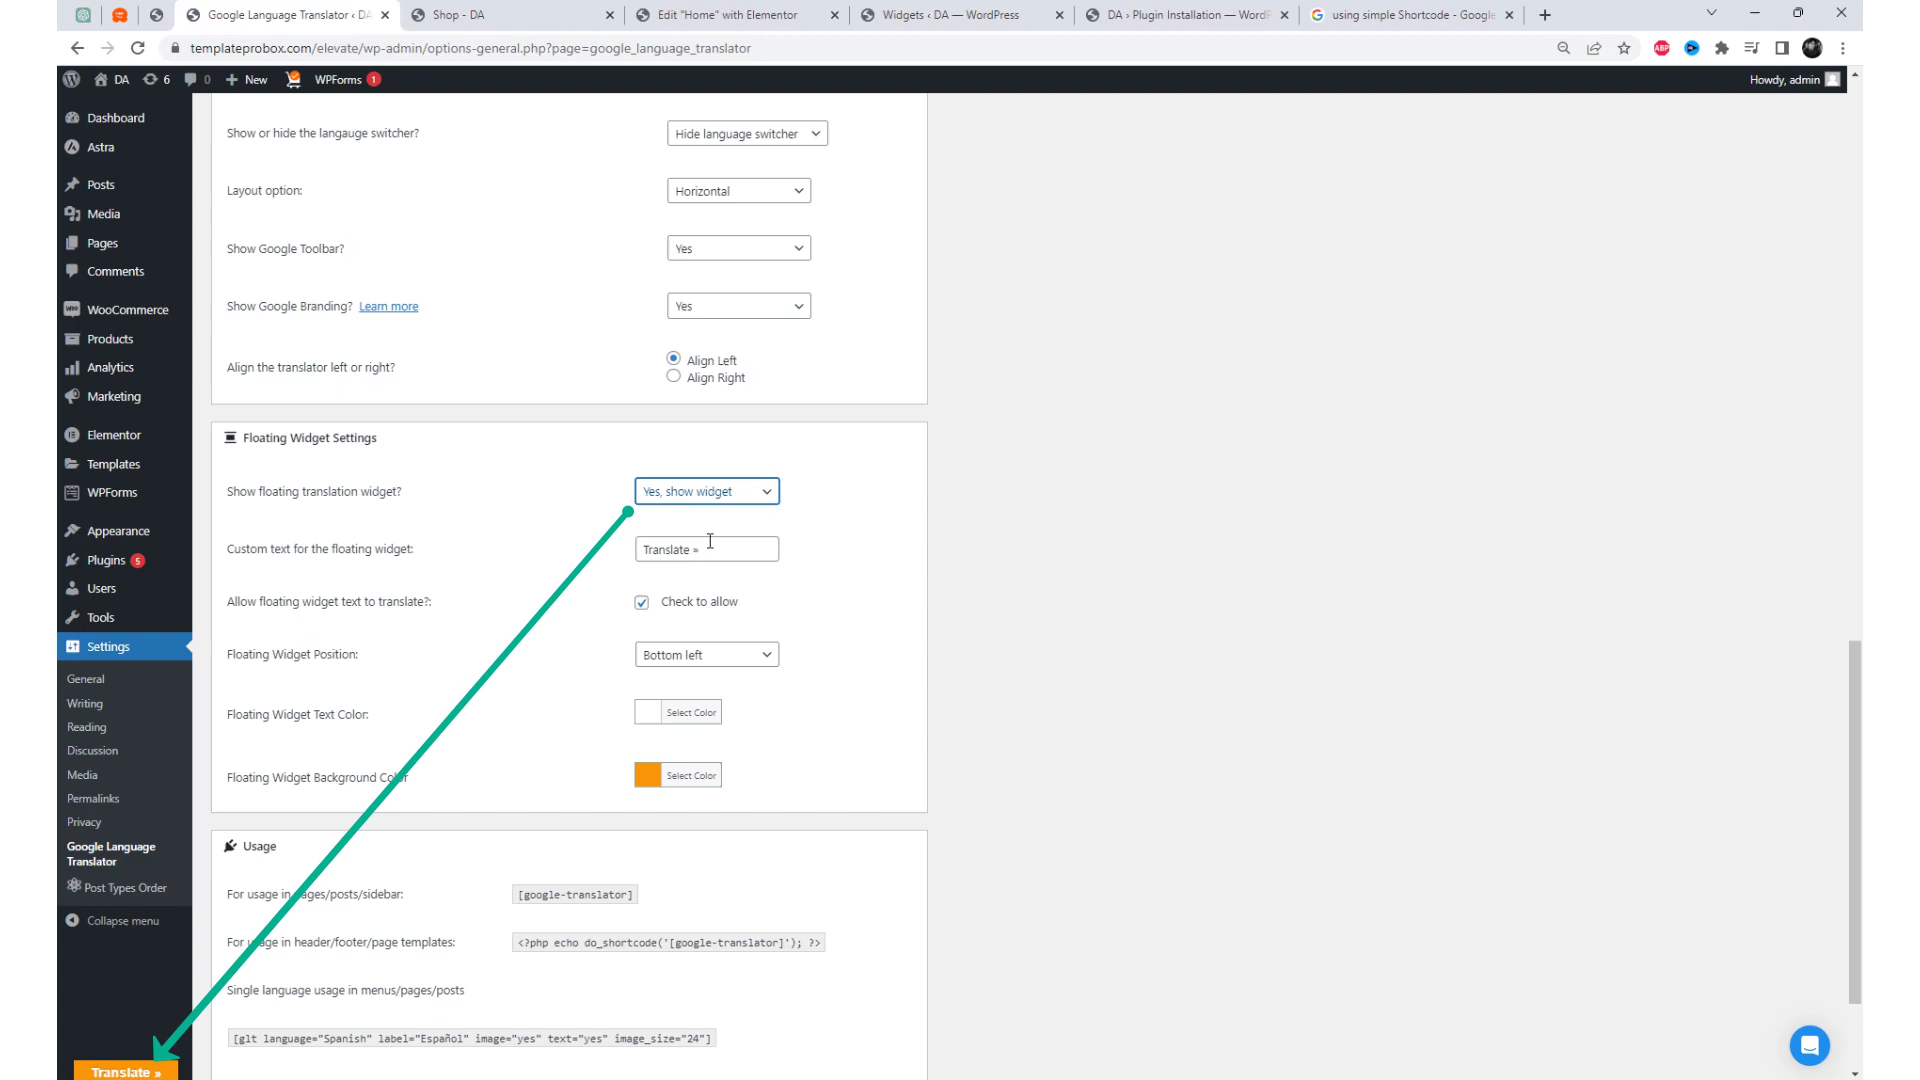 Google Language Translator ‹ DA
Shop - DA
Edit "Home" with Elementor
Widgets ‹ DA — WordPress
DA › Plugin Installation — WordP
using simple Shortcode - Google
templateprobox.com/elevate/wp-admin/options-general.php?page=google_language_translator
ABP
DA
6
0
New
WPForms
1
Howdy, admin
Dashboard
Astra
Posts
Media
Pages
Comments
WooCommerce
Products
Analytics
Marketing
Elementor
Templates
WPForms
Appearance
Plugins 5
Users
Tools
Settings
General
Writing
Reading
Discussion
Media
Permalinks
Privacy
Google Language
Translator
Post Types Order
Collapse menu
Translate »
Show or hide the langauge switcher? Hide language switcher
Layout option: Horizontal
Show Google Toolbar? Yes
Show Google Branding? Learn more Yes
Align the translator left or right? Align Left
Align Right
Floating Widget Settings
Show floating translation widget? Yes, show widget
Custom text for the floating widget: Translate »
Allow floating widget text to translate?: Check to allow
Floating Widget Position: Bottom left
Floating Widget Text Color: Select Color
Floating Widget Background Color Select Color
Usage
For usage in pages/posts/sidebar: [google-translator]
For usage in header/footer/page templates: <?php echo do_shortcode('[google-translator]'); ?>
Single language usage in menus/pages/posts
[glt language="Spanish" label="Español" image="yes" text="yes" image_size="24"]